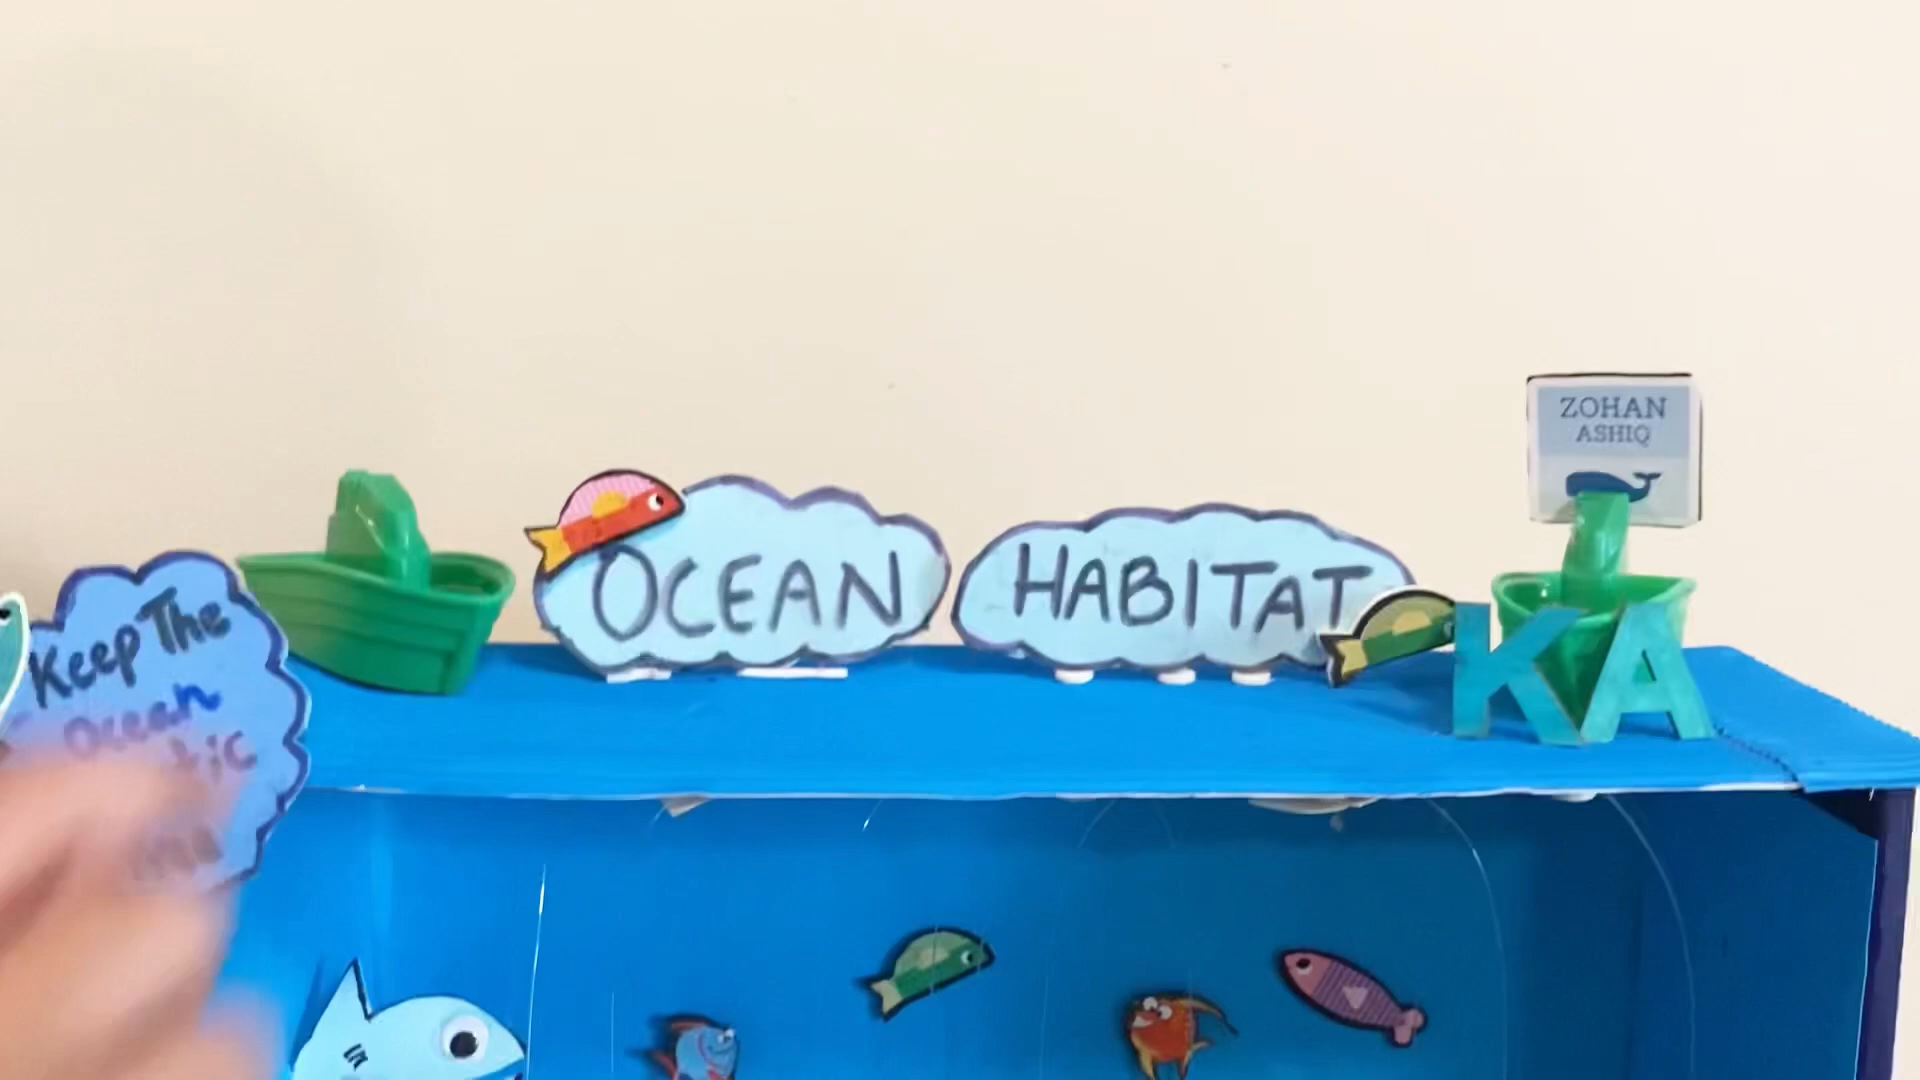 OCEAN
HABITAT
ZOHAN
ASHIQ
KA
Keep The
Ocean